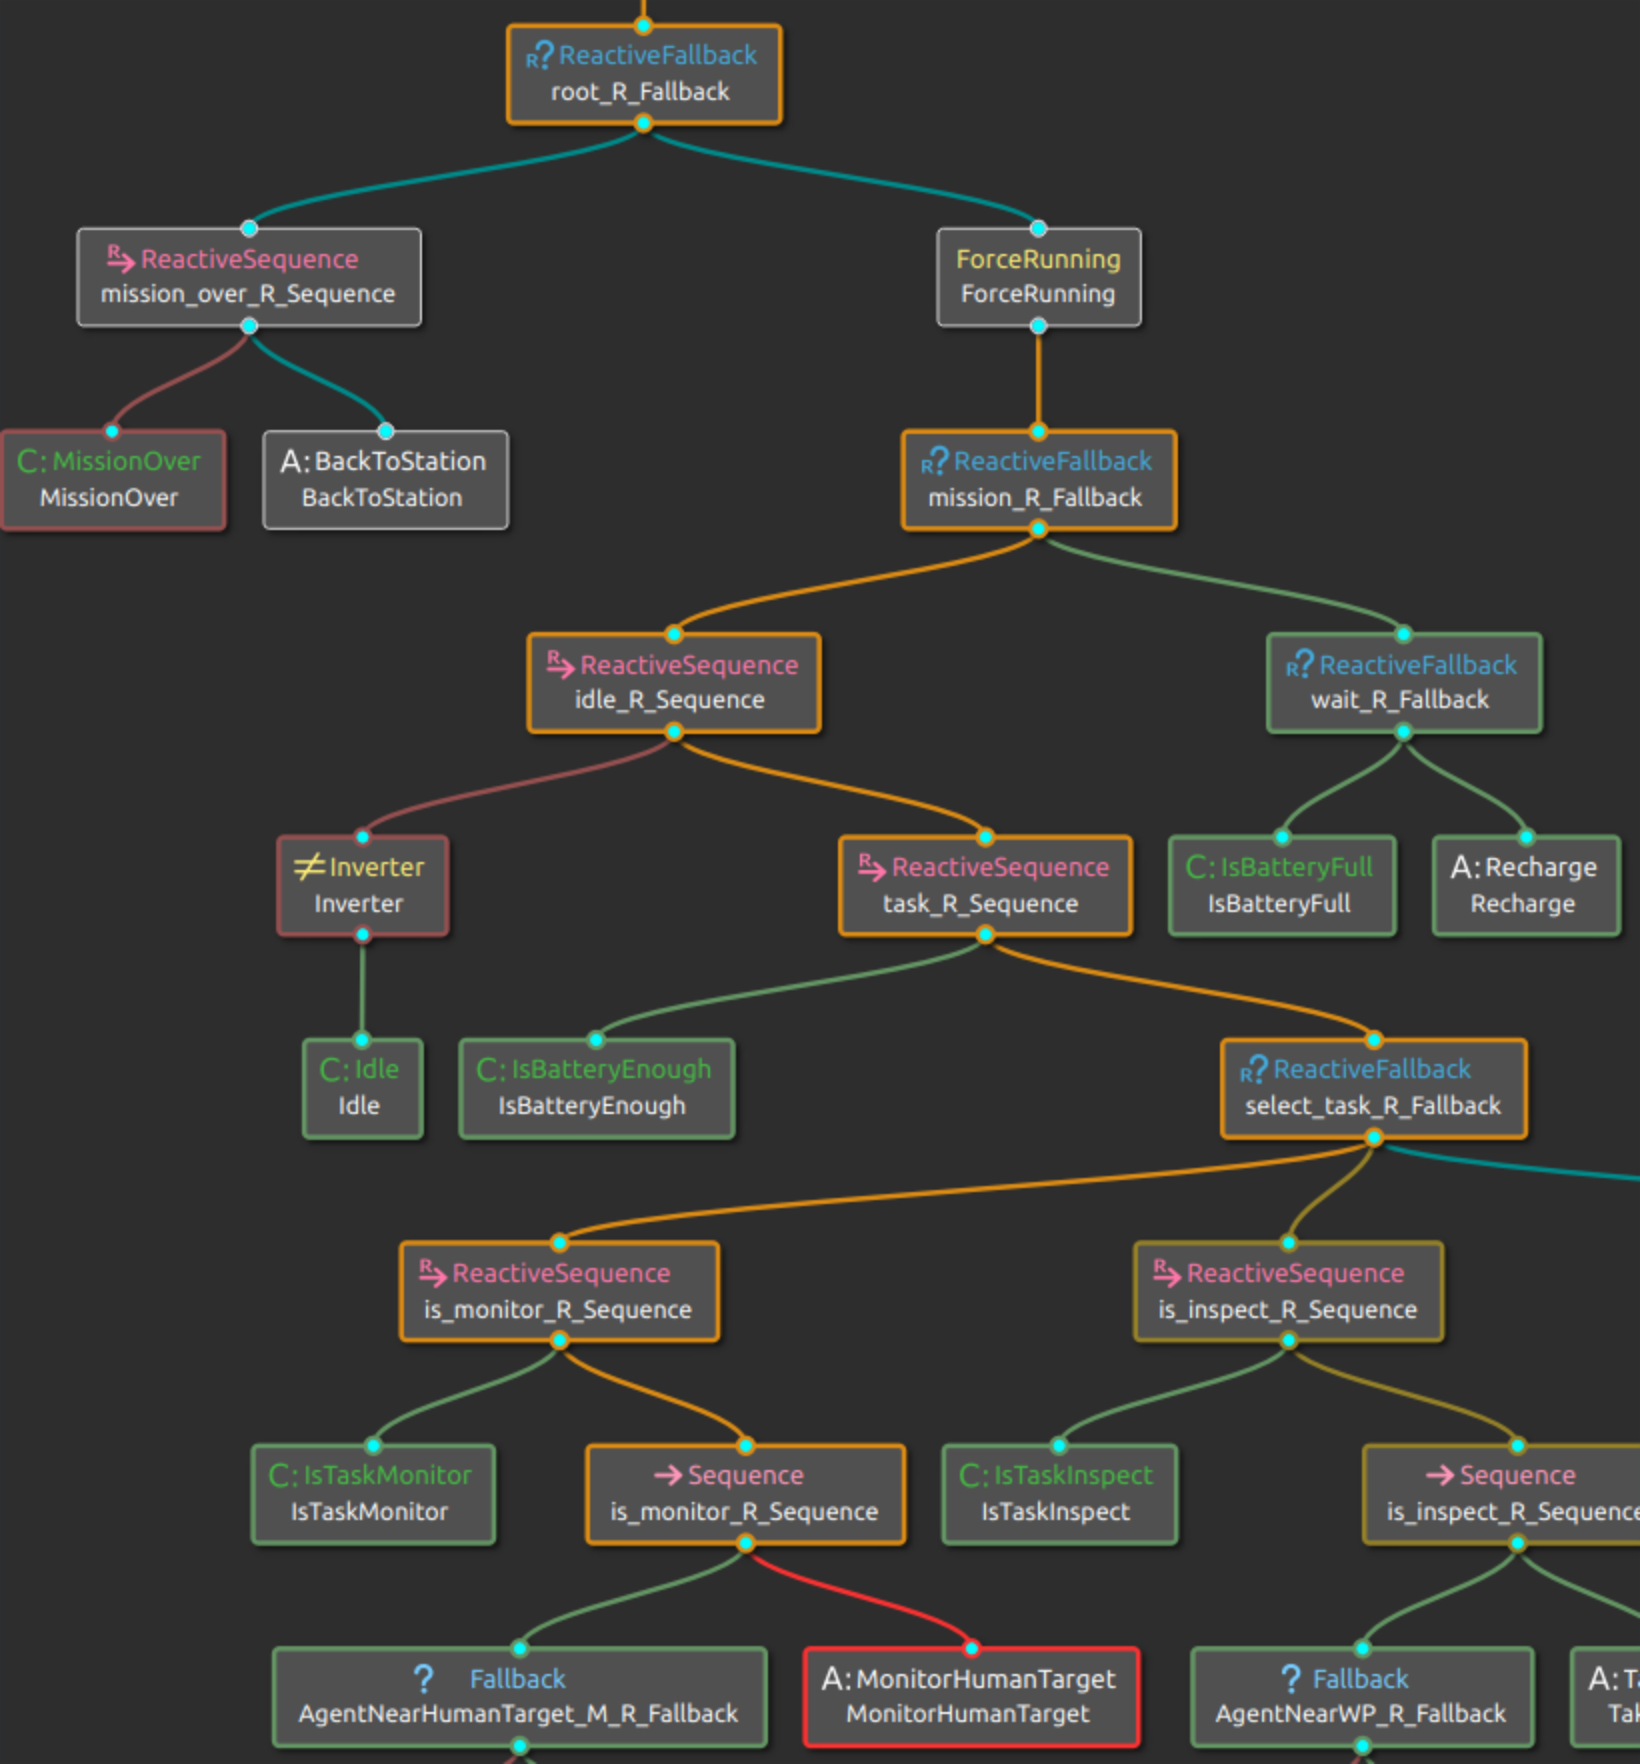 R? ReactiveFallback
root_R_Fallback
R ReactiveSequence
mission_over_R_Sequence
ForceRunning
ForceRunning
C: MissionOver
MissionOver
A: BackToStation
BackToStation
R? ReactiveFallback
mission_R_Fallback
R ReactiveSequence
idle_R_Sequence
R? ReactiveFallback
wait_R_Fallback
≠ Inverter
Inverter
R ReactiveSequence
task_R_Sequence
C: IsBatteryFull
IsBatteryFull
A: Recharge
Recharge
C: Idle
Idle
C: IsBatteryEnough
IsBatteryEnough
R? ReactiveFallback
select_task_R_Fallback
R ReactiveSequence
is_monitor_R_Sequence
R ReactiveSequence
is_inspect_R_Sequence
C: IsTaskMonitor
IsTaskMonitor
→ Sequence
is_monitor_R_Sequence
C: IsTaskInspect
IsTaskInspect
→ Sequence
is_inspect_R_Sequence
? Fallback
AgentNearHumanTarget_M_R_Fallback
A: MonitorHumanTarget
MonitorHumanTarget
? Fallback
AgentNearWP_R_Fallback
A: